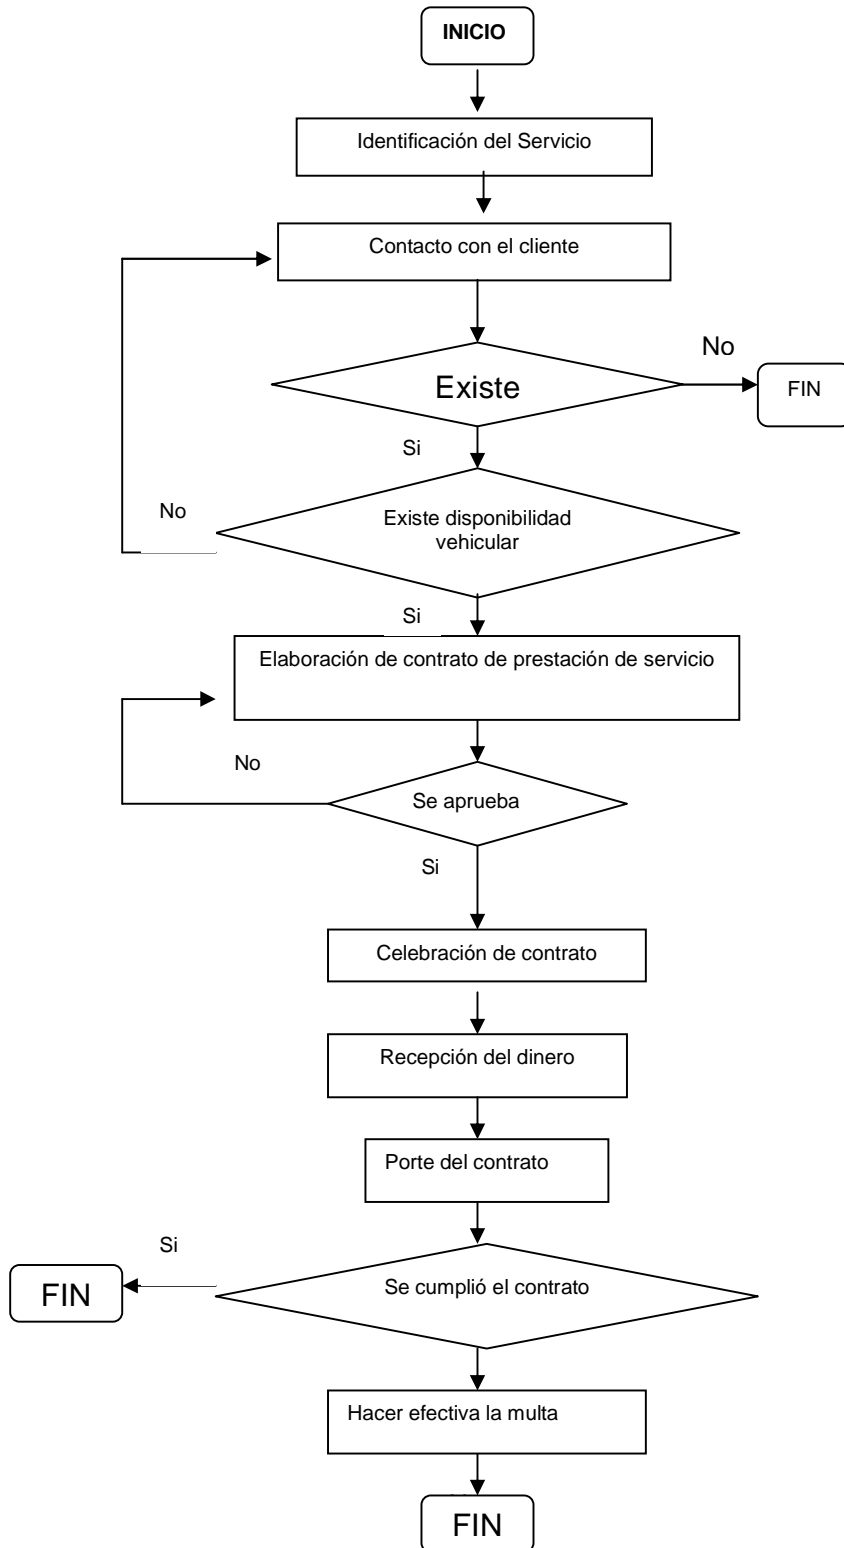 INICIO
Identificación del Servicio
Contacto con el cliente
No
Existe
FIN
Si
No
Existe disponibilidad
vehicular
Si
Elaboración de contrato de prestación de servicio
No
Se aprueba
Si
Celebración de contrato
Recepción del dinero
Porte del contrato
Si
Se cumplió el contrato
FIN
Hacer efectiva la multa
FIN